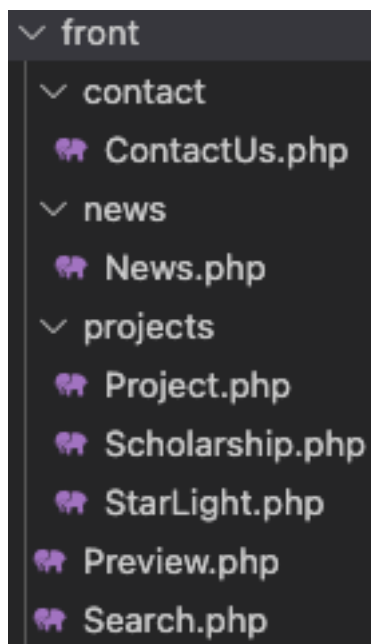 front
contact
ContactUs.php
news
News.php
projects
Project.php
Scholarship.php
StarLight.php
Preview.php
Search.php